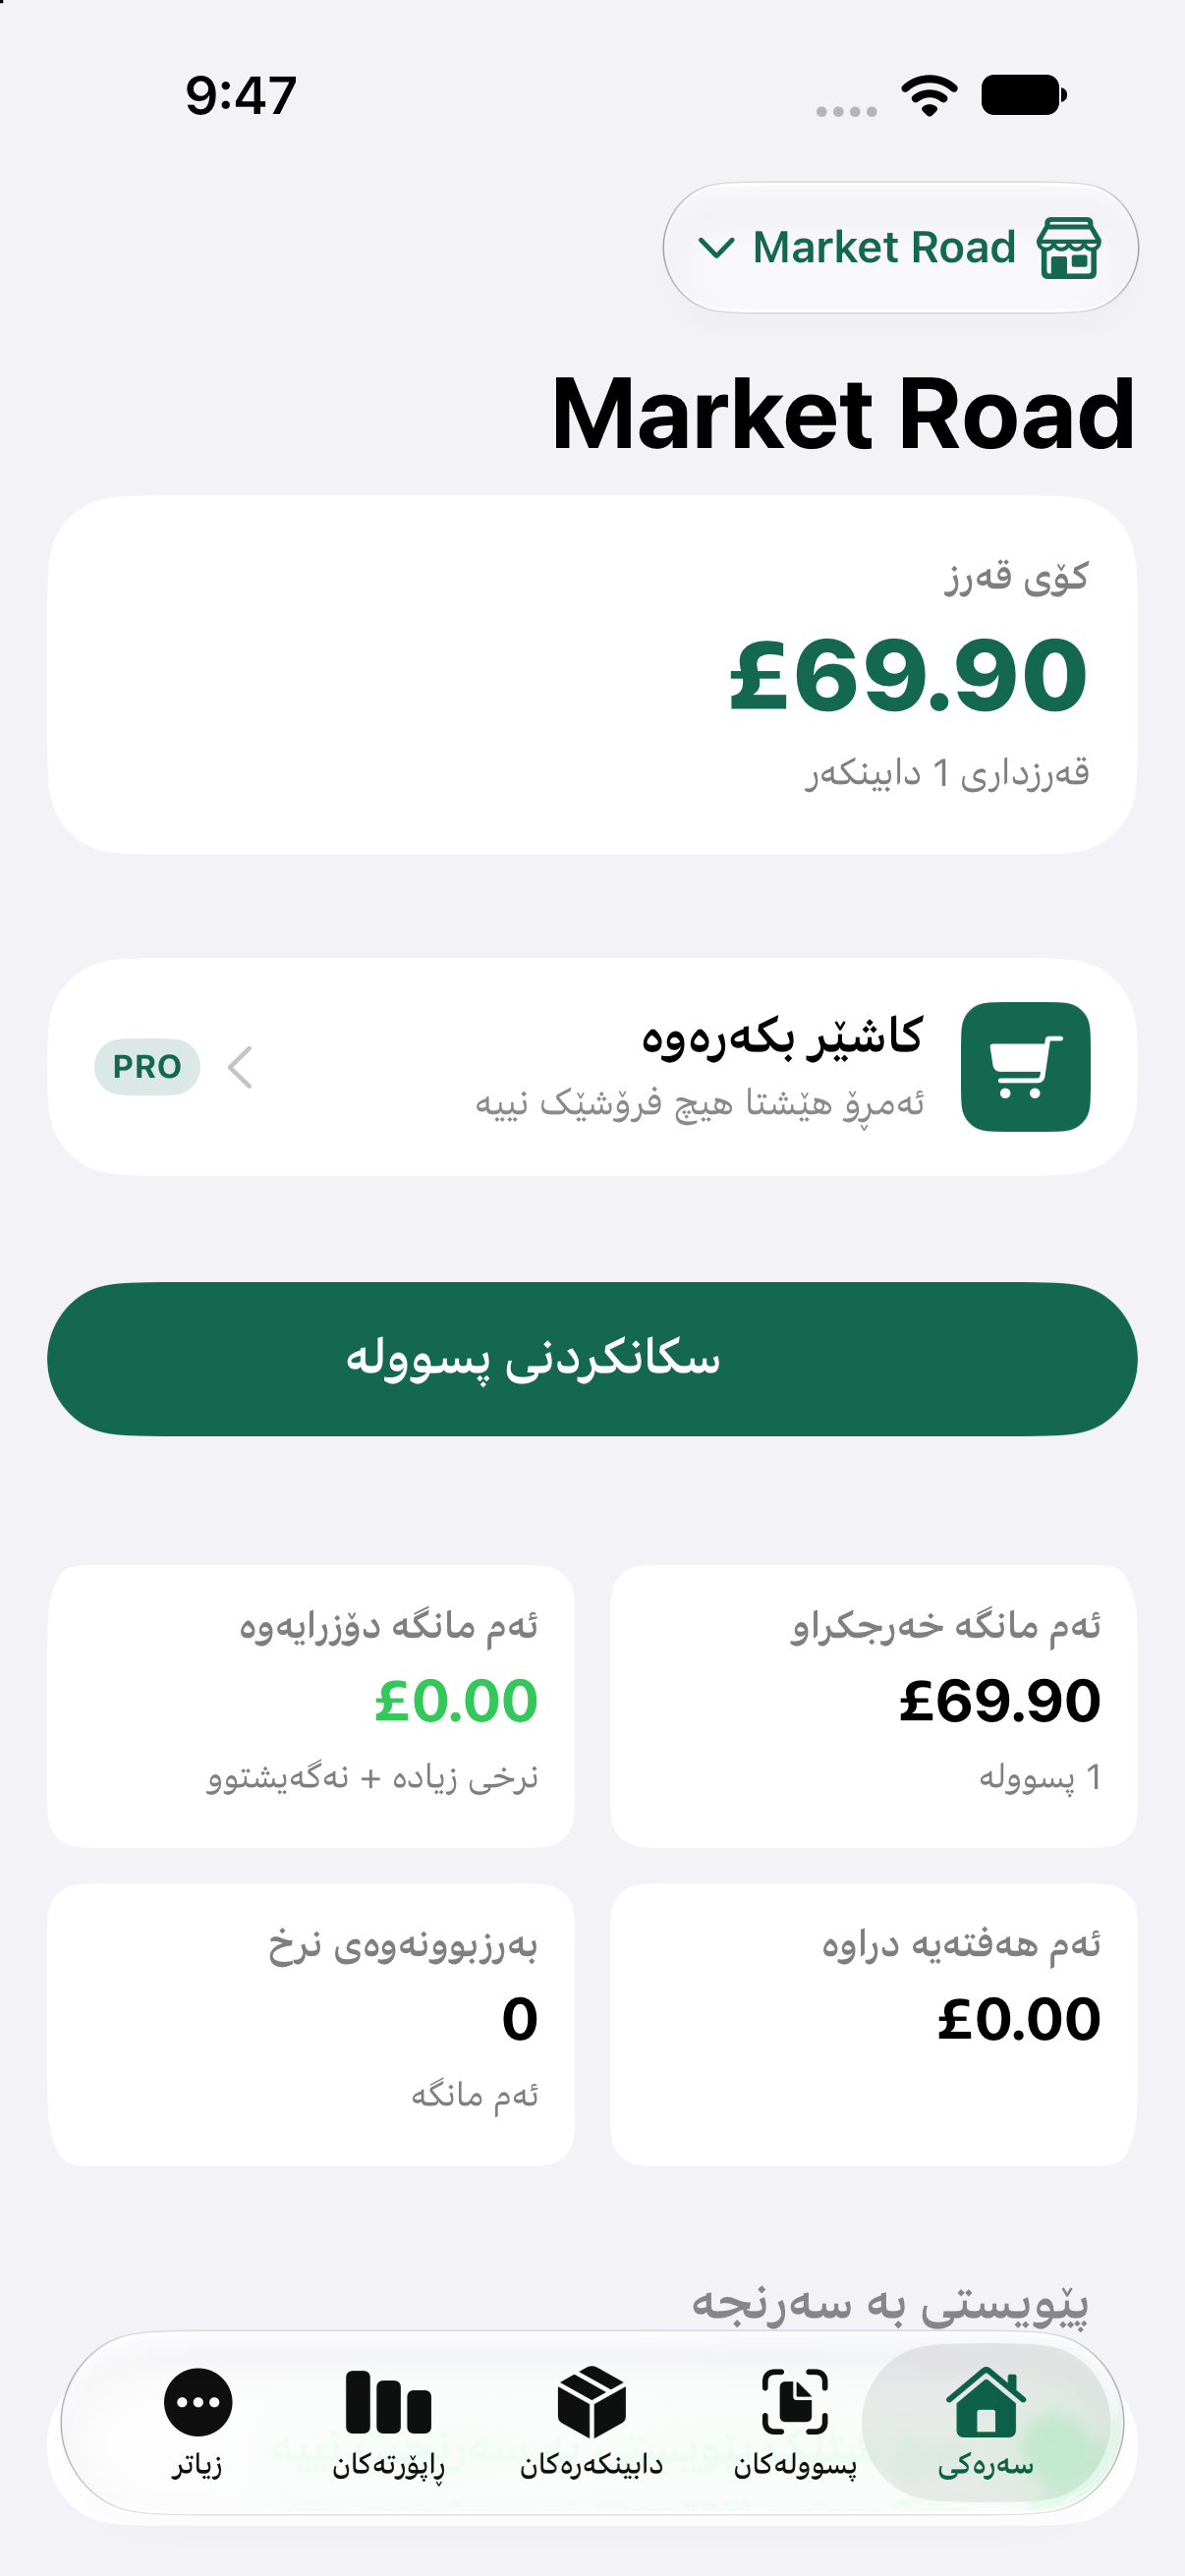 9:47
Market Road
Market Road
کۆی قەرز
£69.90
قەرزداری 1 دابینکەر
کاشێر بکەرەوە
ئەمڕۆ هێشتا هیچ فرۆشێک نییە
PRO
سکانکردنی پسوولە
ئەم مانگە خەرجکراو
£69.90
1 پسوولە
ئەم مانگە دۆزرایەوە
£0.00
نرخی زیادە + نەگەیشتوو
ئەم هەفتەیە دراوە
£0.00
بەرزبوونەوەی نرخ
0
ئەم مانگە
پێویستی بە سەرنجە
سەرەکی
پسوولەکان
دابینکەرەکان
ڕاپۆرتەکان
زیاتر